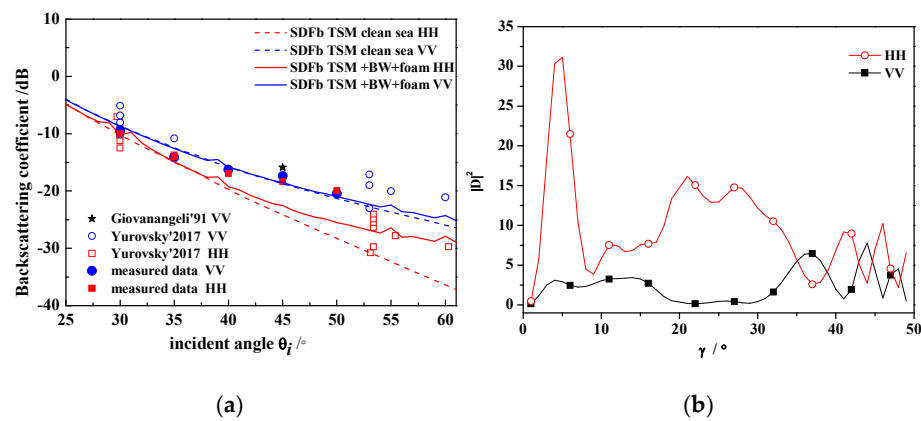 (a)
SDFb TSM clean sea HH
SDFb TSM clean sea VV
SDFb TSM +BW+foam HH
SDFb TSM +BW+foam VV
Backscattering coefficient /dB
10
0
-10
-20
-30
-40
Giovanangeli'91 VV
Yurovsky'2017 VV
Yurovsky'2017 HH
measured data VV
measured data HH
25 30 35 40 45 50 55 60
incident angle θi /°
(b)
HH
VV
|D|²
35
30
25
20
15
10
5
0
0 10 20 30 40 50
γ / °
(a) (b)